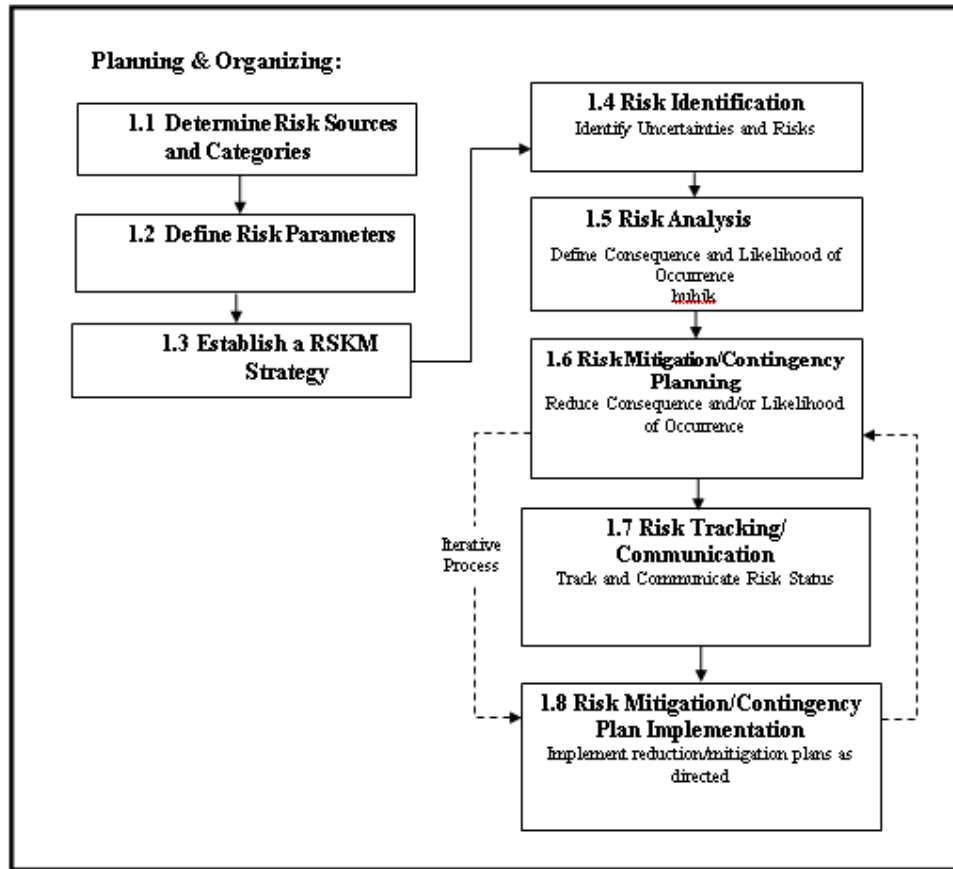 Planning & Organizing:
1.1 Determine Risk Sources
and Categories
1.2 Define Risk Parameters
1.3 Establish a RSKM
Strategy
1.4 Risk Identification
Identify Uncertainties and Risks
1.5 Risk Analysis
Define Consequence and Likelihood of
Occurrence
huhik
1.6 Risk Mitigation/Contingency
Planning
Reduce Consequence and/or Likelihood
of Occurrence
Iterative
Process
1.7 Risk Tracking/
Communication
Track and Communicate Risk Status
1.8 Risk Mitigation/Contingency
Plan Implementation
Implement reduction/mitigation plans as
directed